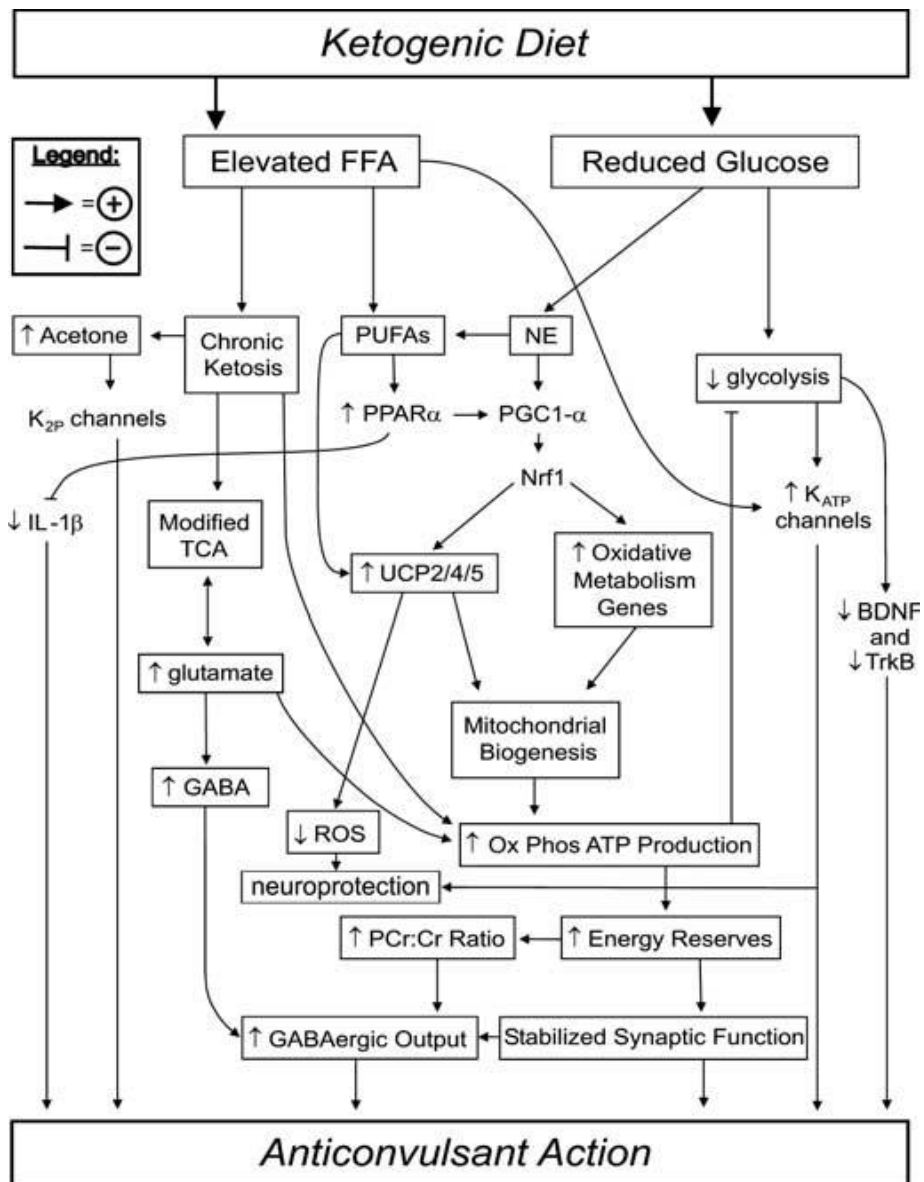 Ketogenic Diet
Legend:
= +
= −
Elevated FFA
Reduced Glucose
↑ Acetone
Chronic
Ketosis
PUFAs
NE
↓ glycolysis
K2P channels
↑ PPARα
PGC1-α
Nrf1
↓ IL-1β
Modified
TCA
↑ KATP
channels
↑ UCP2/4/5
↑ Oxidative
Metabolism
Genes
↓ BDNF
and
↓ TrkB
↑ glutamate
Mitochondrial
Biogenesis
↑ GABA
↓ ROS
↑ Ox Phos ATP Production
neuroprotection
↑ PCr:Cr Ratio
↑ Energy Reserves
↑ GABAergic Output
Stabilized Synaptic Function
Anticonvulsant Action